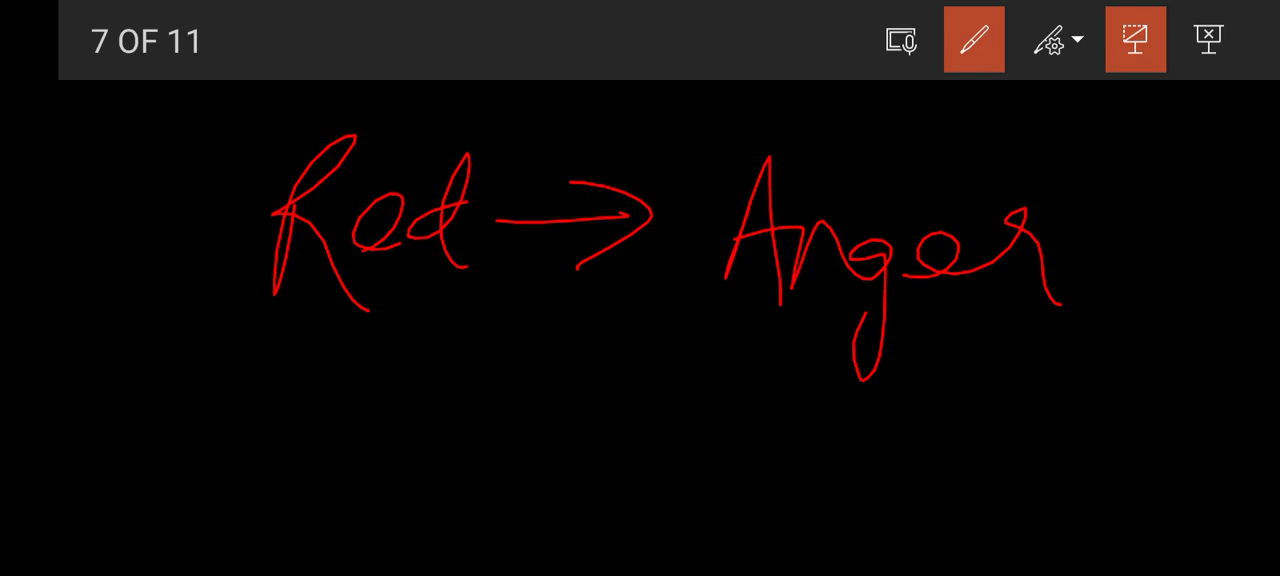 7 OF 11
Red → Anger